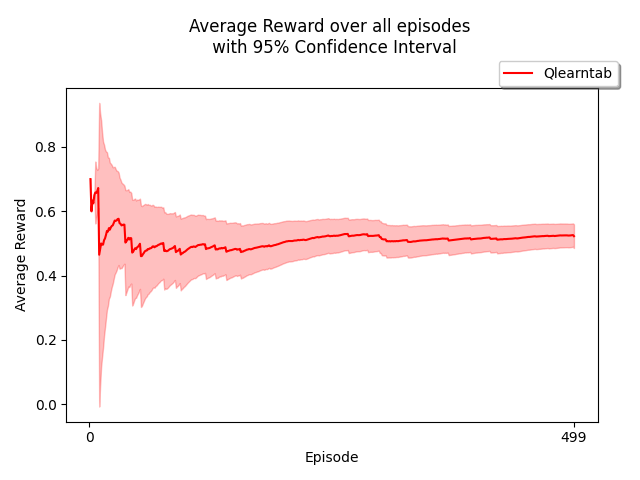 Average Reward over all episodes
with 95% Confidence Interval
Qlearntab
Average Reward
0.8
0.6
0.4
0.2
0.0
0
499
Episode